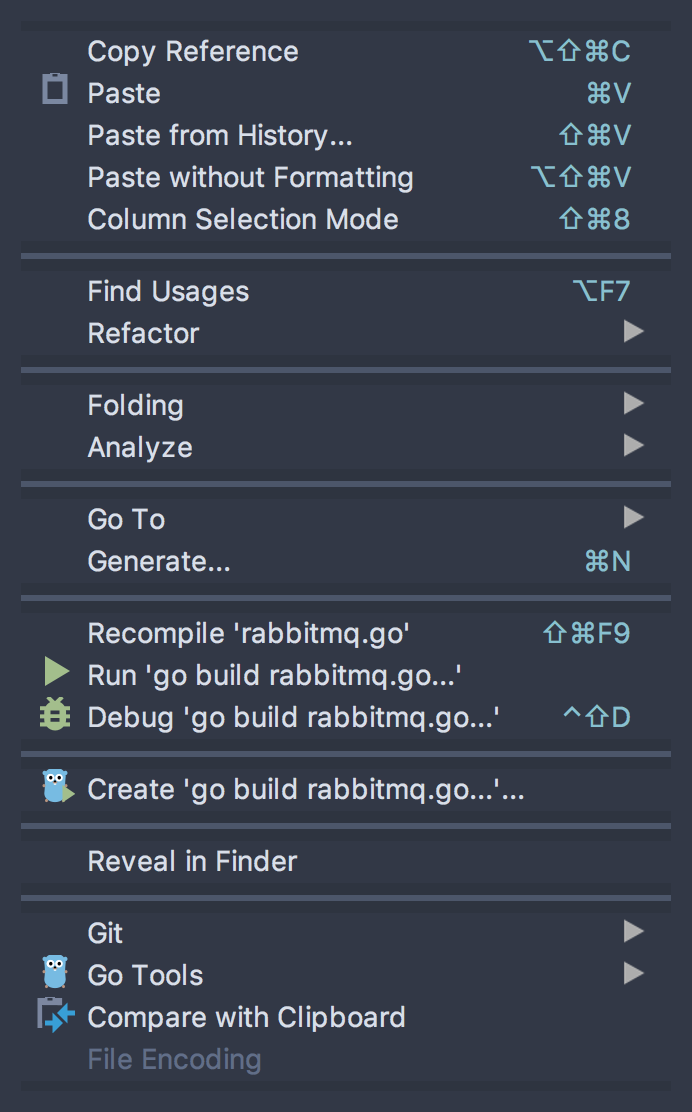 Copy Reference ⌥⇧⌘C
Paste ⌘V
Paste from History... ⇧⌘V
Paste without Formatting ⌥⇧⌘V
Column Selection Mode ⇧⌘8
Find Usages ⌥F7
Refactor
Folding
Analyze
Go To
Generate... ⌘N
Recompile 'rabbitmq.go' ⇧⌘F9
Run 'go build rabbitmq.go...'
Debug 'go build rabbitmq.go...' ^⇧D
Create 'go build rabbitmq.go...'...
Reveal in Finder
Git
Go Tools
Compare with Clipboard
File Encoding